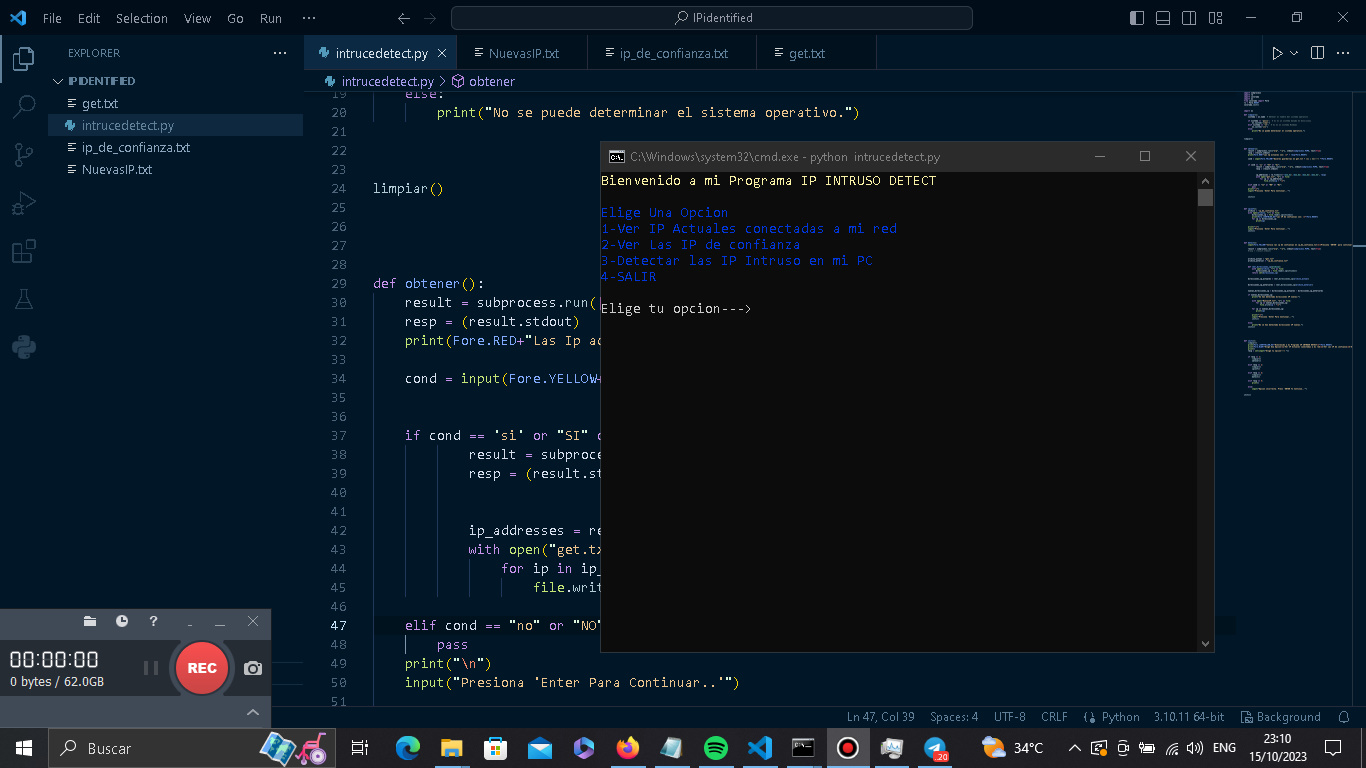 File Edit Selection View Go Run ··· IPidentified
EXPLORER ···
IPIDENTIFIED
get.txt
intrucedetect.py
ip_de_confianza.txt
NuevasIP.txt
intrucedetect.py NuevasIP.txt ip_de_confianza.txt get.txt
intrucedetect.py > obtener
19 else:
20 print("No se puede determinar el sistema operativo.")
21
22
23
24 limpiar()
25
26
27
28
29 def obtener():
30 result = subprocess.run(
31 resp = (result.stdout)
32 print(Fore.RED+"Las Ip ac
33
34 cond = input(Fore.YELLOW+
35
36
37 if cond == 'si' or "SI" o
38 result = subproce
39 resp = (result.st
40
41
42 ip_addresses = re
43 with open("get.tx
44 for ip in ip_
45 file.writ
46
47 elif cond == "no" or "NO"
48 pass
49 print("\n")
50 input("Presiona 'Enter Para Continuar..'")
51
C:\Windows\system32\cmd.exe - python intrucedetect.py
Bienvenido a mi Programa IP INTRUSO DETECT
Elige Una Opcion
1-Ver IP Actuales conectadas a mi red
2-Ver Las IP de confianza
3-Detectar las IP Intruso en mi PC
4-SALIR
Elige tu opcion--->
00:00:00
0 bytes / 62.0GB
REC
Ln 47, Col 39 Spaces: 4 UTF-8 CRLF Python 3.10.11 64-bit Background
Buscar
20
34°C
ENG
23:10
15/10/2023